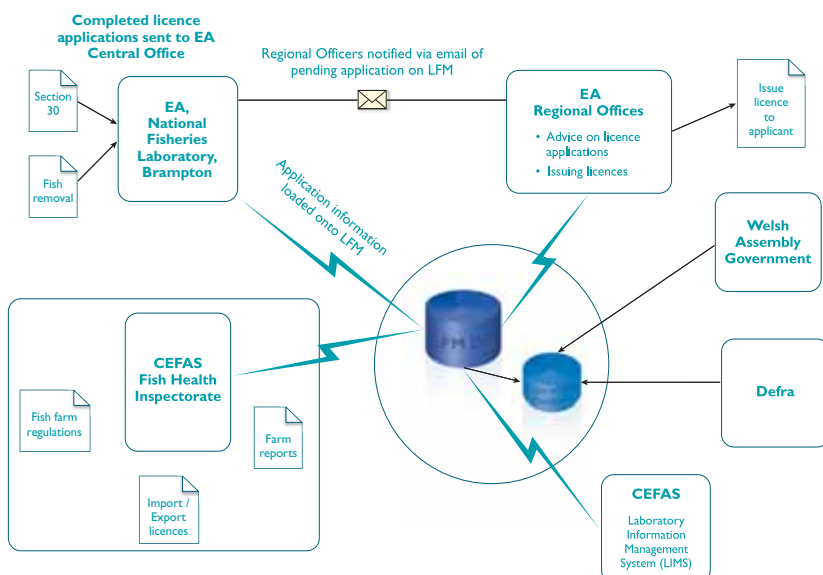 Completed licence
applications sent to EA
Central Office
Regional Officers notified via email of
pending application on LFM
Section
30
Fish
removal
EA,
National
Fisheries
Laboratory,
Brampton
EA
Regional Offices
• Advice on licence
applications
• Issuing licences
Issue
licence
to
applicant
Application information
loaded onto LFM
Welsh
Assembly
Government
CEFAS
Fish Health
Inspectorate
Fish farm
regulations
Farm
reports
Import /
Export
licences
Defra
CEFAS
Laboratory
Information
Management
System (LIMS)